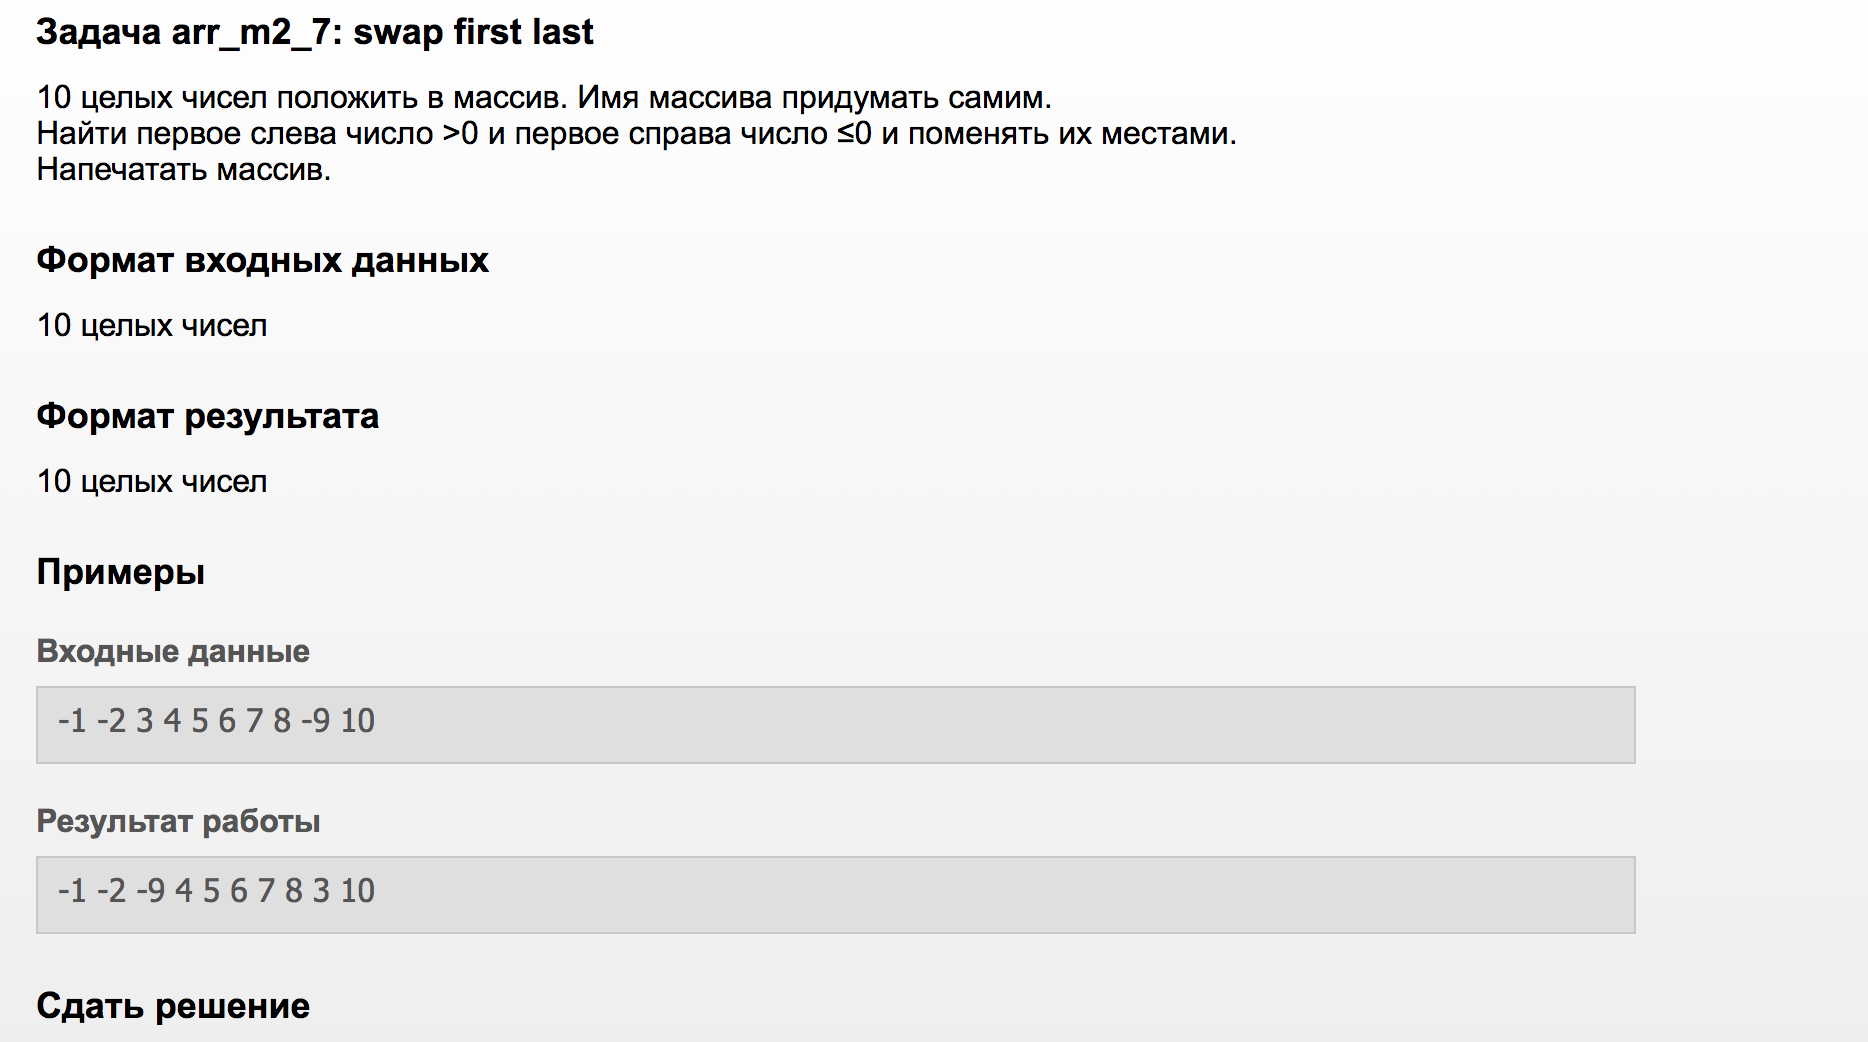 Задача arr_m2_7: swap first last
10 целых чисел положить в массив. Имя массива придумать самим.
Найти первое слева число >0 и первое справа число ≤0 и поменять их местами.
Напечатать массив.
Формат входных данных
10 целых чисел
Формат результата
10 целых чисел
Примеры
Входные данные
-1 -2 3 4 5 6 7 8 -9 10
Результат работы
-1 -2 -9 4 5 6 7 8 3 10
Сдать решение